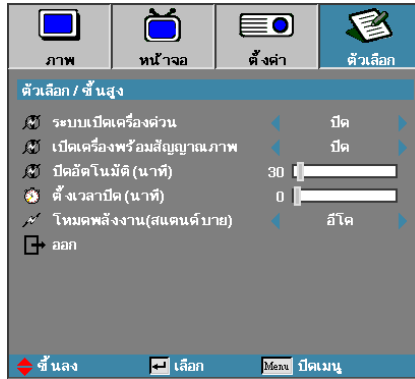 ภาพ
หน้าจอ
ตั้งค่า
ตัวเลือก
ตัวเลือก / ขั้นสูง
ระบบเปิดเครื่องด่วน ปิด
เปิดเครื่องพร้อมสัญญาณภาพ ปิด
ปิดอัตโนมัติ (นาที) 30
ตั้งเวลาปิด (นาที) 0
โหมดพลังงาน(สแตนด์บาย) อีโค
ออก
ขึ้นลง เลือก Menu ปิดเมนู